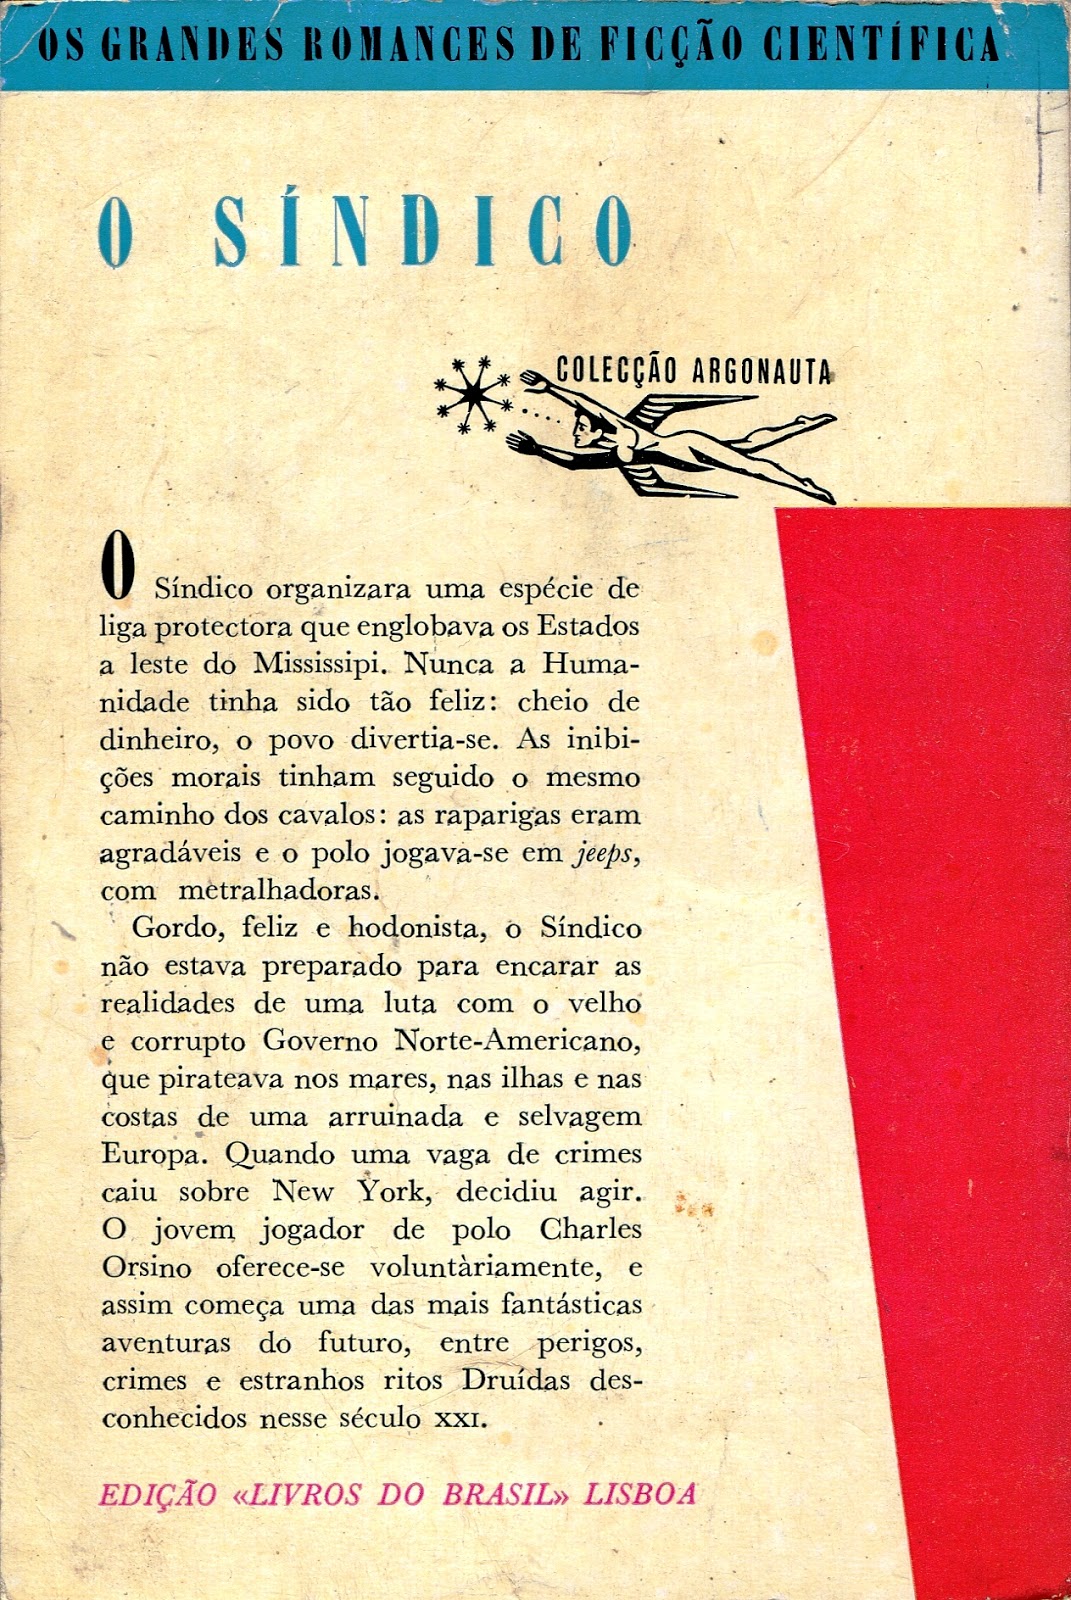 OS GRANDES ROMANCES DE FICÇÃO CIENTÍFICA
O SÍNDICO
COLECÇÃO ARGONAUTA
O Síndico organizara uma espécie de
liga protectora que englobava os Estados
a leste do Mississipi. Nunca a Huma-
nidade tinha sido tão feliz: cheio de
dinheiro, o povo divertia-se. As inibi-
ções morais tinham seguido o mesmo
caminho dos cavalos: as raparigas eram
agradáveis e o polo jogava-se em jeeps,
com metralhadoras.
Gordo, feliz e hodonista, o Síndico
não estava preparado para encarar as
realidades de uma luta com o velho
e corrupto Governo Norte-Americano,
que pirateava nos mares, nas ilhas e nas
costas de uma arruinada e selvagem
Europa. Quando uma vaga de crimes
caiu sobre New York, decidiu agir.
O jovem jogador de polo Charles
Orsino oferece-se voluntàriamente, e
assim começa uma das mais fantásticas
aventuras do futuro, entre perigos,
crimes e estranhos ritos Druídas des-
conhecidos nesse século XXI.
EDIÇÃO «LIVROS DO BRASIL» LISBOA